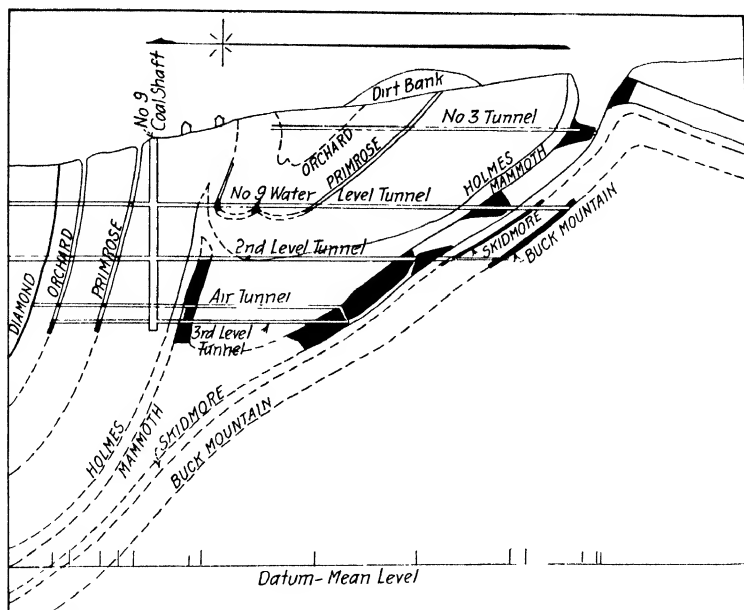 No 9
Coal Shaft
Dirt Bank
No 3 Tunnel
ORCHARD
PRIMROSE
HOLMES
MAMMOTH
No 9 Water Level Tunnel
2nd Level Tunnel
SKIDMORE
BUCK MOUNTAIN
DIAMOND
ORCHARD
PRIMROSE
Air Tunnel
3rd Level
Tunnel
HOLMES
MAMMOTH
SKIDMORE
BUCK MOUNTAIN
Datum-Mean Level